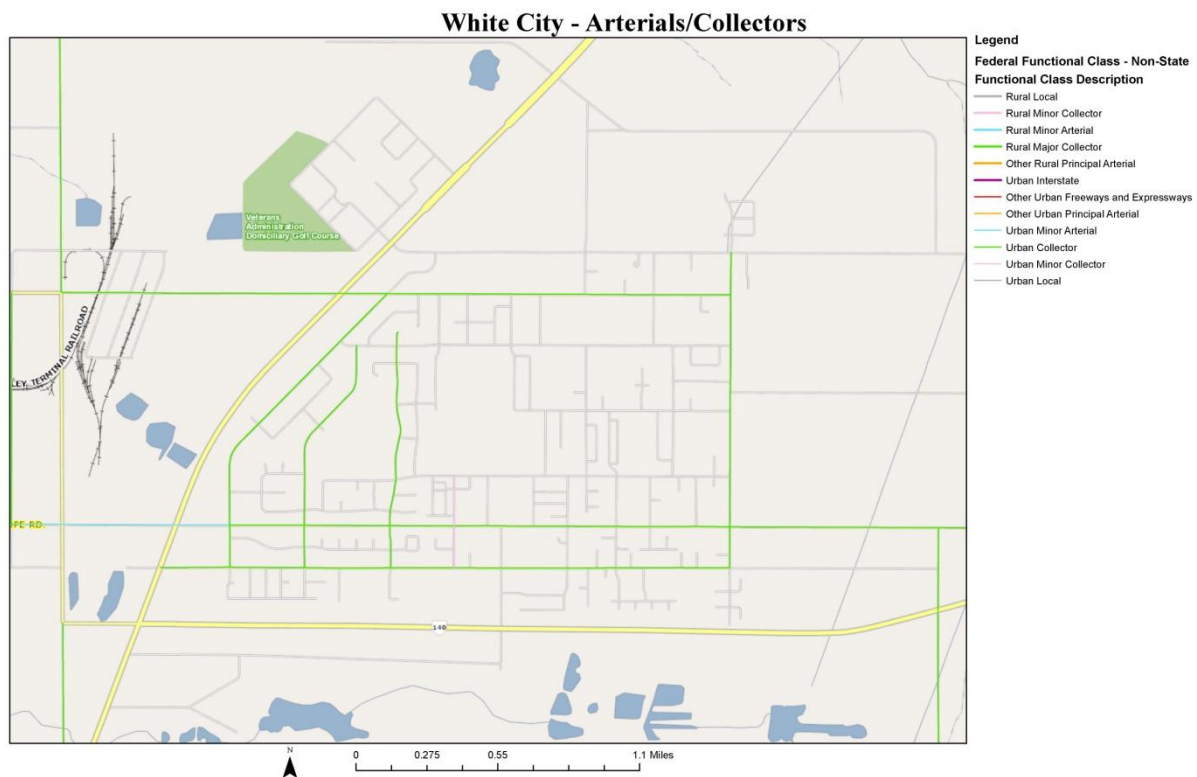 White City - Arterials/Collectors
Legend
Federal Functional Class - Non-State
Functional Class Description
Rural Local
Rural Minor Collector
Rural Minor Arterial
Rural Major Collector
Other Rural Principal Arterial
Urban Interstate
Other Urban Freeways and Expressways
Other Urban Principal Arterial
Urban Minor Arterial
Urban Collector
Urban Minor Collector
Urban Local
Veterans
Administration
Domiciliary Golf Course
LEY TERMINAL RAILROAD
OPE RD.
140
N
0 0.275 0.55 1.1 Miles